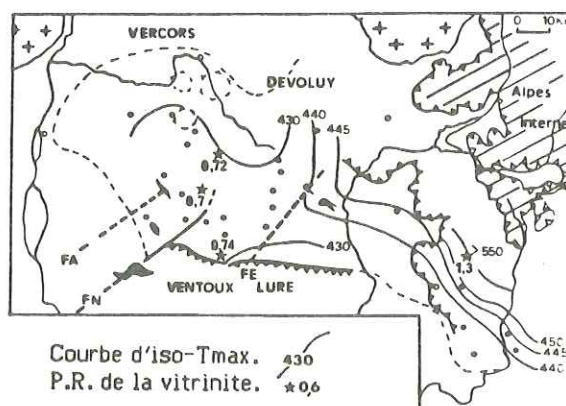 VERCORS
0 10 K
DEVOLUY
Alpes
Interne
430
440
445
0,72
0,7
0,74
430
550
1,3
FA
FE
FN
VENTOUX LURE
450
445
440
Courbe d'iso-Tmax. 430
P.R. de la vitrinite. ★ 0,6